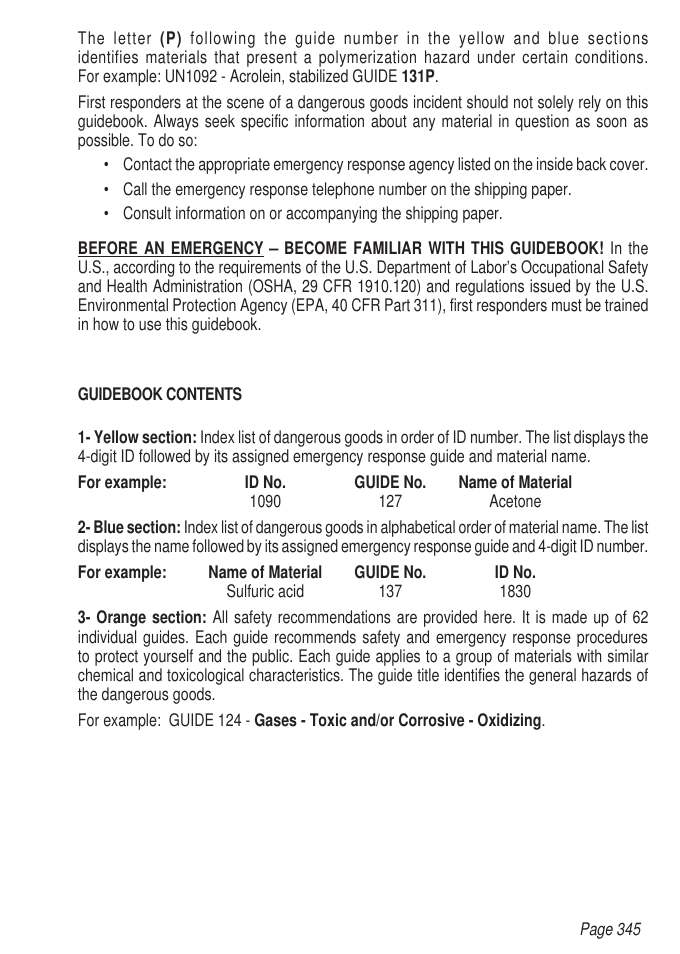 The letter (P) following the guide number in the yellow and blue sections
identifies materials that present a polymerization hazard under certain conditions.
For example: UN1092 - Acrolein, stabilized GUIDE 131P.
First responders at the scene of a dangerous goods incident should not solely rely on this
guidebook. Always seek specific information about any material in question as soon as
possible. To do so:
• Contact the appropriate emergency response agency listed on the inside back cover.
• Call the emergency response telephone number on the shipping paper.
• Consult information on or accompanying the shipping paper.
BEFORE AN EMERGENCY – BECOME FAMILIAR WITH THIS GUIDEBOOK! In the
U.S., according to the requirements of the U.S. Department of Labor's Occupational Safety
and Health Administration (OSHA, 29 CFR 1910.120) and regulations issued by the U.S.
Environmental Protection Agency (EPA, 40 CFR Part 311), first responders must be trained
in how to use this guidebook.
GUIDEBOOK CONTENTS
1- Yellow section: Index list of dangerous goods in order of ID number. The list displays the
4-digit ID followed by its assigned emergency response guide and material name.
For example: ID No. GUIDE No. Name of Material
1090 127 Acetone
2- Blue section: Index list of dangerous goods in alphabetical order of material name. The list
displays the name followed by its assigned emergency response guide and 4-digit ID number.
For example: Name of Material GUIDE No. ID No.
Sulfuric acid 137 1830
3- Orange section: All safety recommendations are provided here. It is made up of 62
individual guides. Each guide recommends safety and emergency response procedures
to protect yourself and the public. Each guide applies to a group of materials with similar
chemical and toxicological characteristics. The guide title identifies the general hazards of
the dangerous goods.
For example: GUIDE 124 - Gases - Toxic and/or Corrosive - Oxidizing.
Page 345